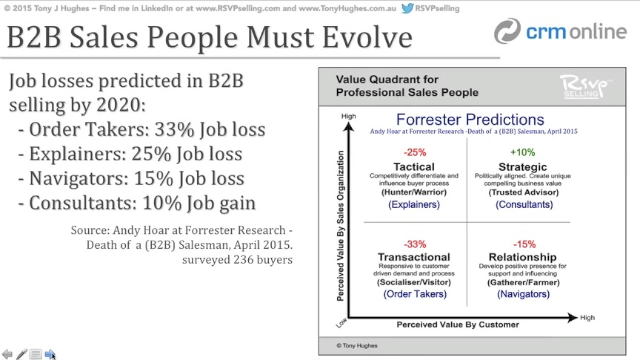 © 2015 Tony J Hughes ~ Find me in LinkedIn or at www.RSVPselling.com and www.TonyHughes.com.au RSVPselling
B2B Sales People Must Evolve
crmonline
Job losses predicted in B2B
selling by 2020:
- Order Takers: 33% Job loss
- Explainers: 25% Job loss
- Navigators: 15% Job loss
- Consultants: 10% Job gain
Source: Andy Hoar at Forrester Research -
Death of a (B2B) Salesman, April 2015.
surveyed 236 buyers
Value Quadrant for
Professional Sales People
RSVP
SELLING
Forrester Predictions
Andy Hoar at Forrester Research -Death of a (B2B) Salesman, April 2015
High
Perceived Value By Sales Organization
-25%
Tactical
Competitively differentiate and
influence buyer process
(Hunter/Warrior)
(Explainers)
+10%
Strategic
Politically aligned. Create unique
compelling business value
(Trusted Advisor)
(Consultants)
-33%
Transactional
Responsive to customer
driven demand and process
(Socialiser/Visitor)
(Order Takers)
-15%
Relationship
Develop positive presence for
support and influencing
(Gatherer/Farmer)
(Navigators)
Low
Perceived Value By Customer
High
© Tony Hughes